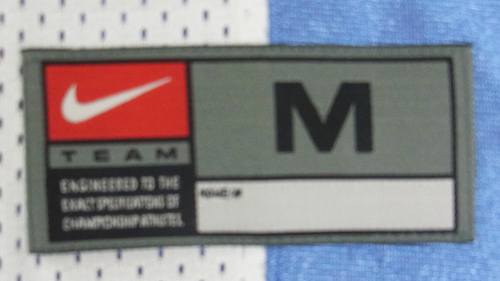 M
TEAM
ENGINEERED TO THE
EXACT SPECIFICATIONS OF
CHAMPIONSHIP ATHLETES.